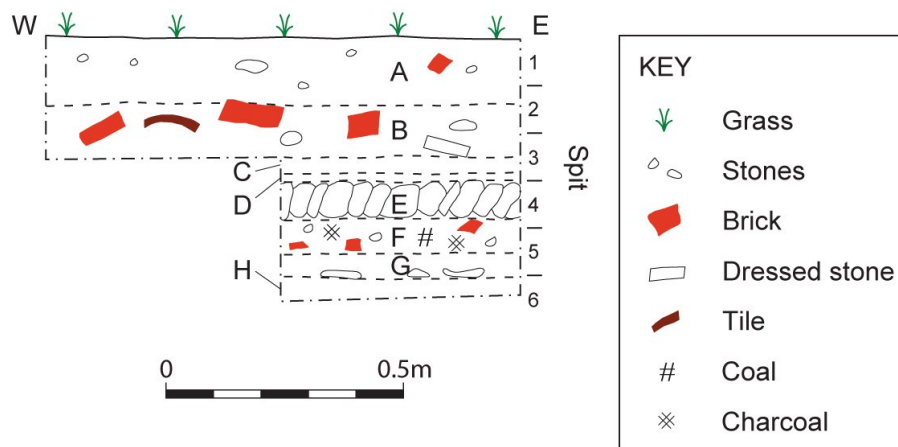 W
E
A
B
C
D
E
F
G
H
1
2
3
4
5
6
Spit
0
0.5m
KEY
Grass
Stones
Brick
Dressed stone
Tile
Coal
Charcoal